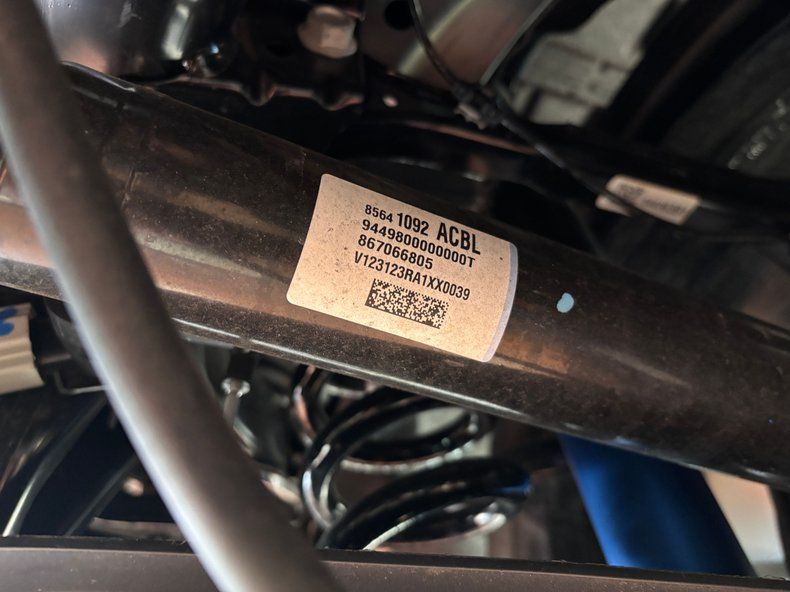 8564 1092 ACBL
9449800000000T
867066805
V123123RA1XX0039